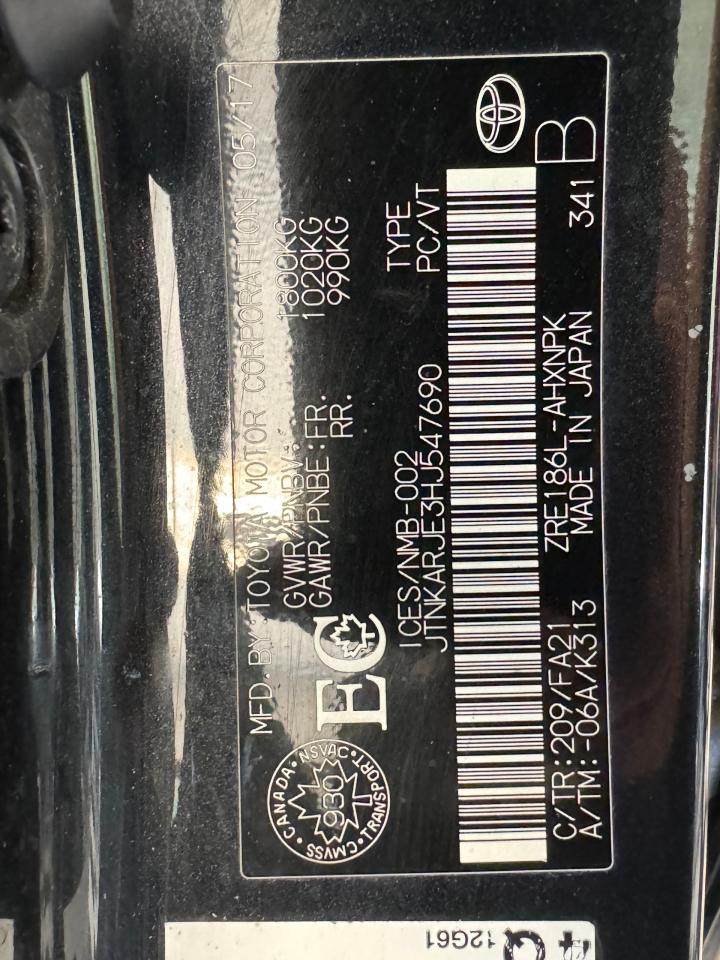 MFD.BY:TOYOTA MOTOR CORPORATION 05/17
GVWR/PNBV: 1800KG
GAWR/PNBE:FR. 1020KG
RR. 990KG
CANADA NSVAC TRANSPORT CMVSS
930
EC
ICES/NMB-002 TYPE
JTNKARJE3HJ547690 PC/VT
C/TR:209/FA21 ZRE186L-AHXNPK
A/TM:-06A/K313 MADE IN JAPAN 341 B
12G61